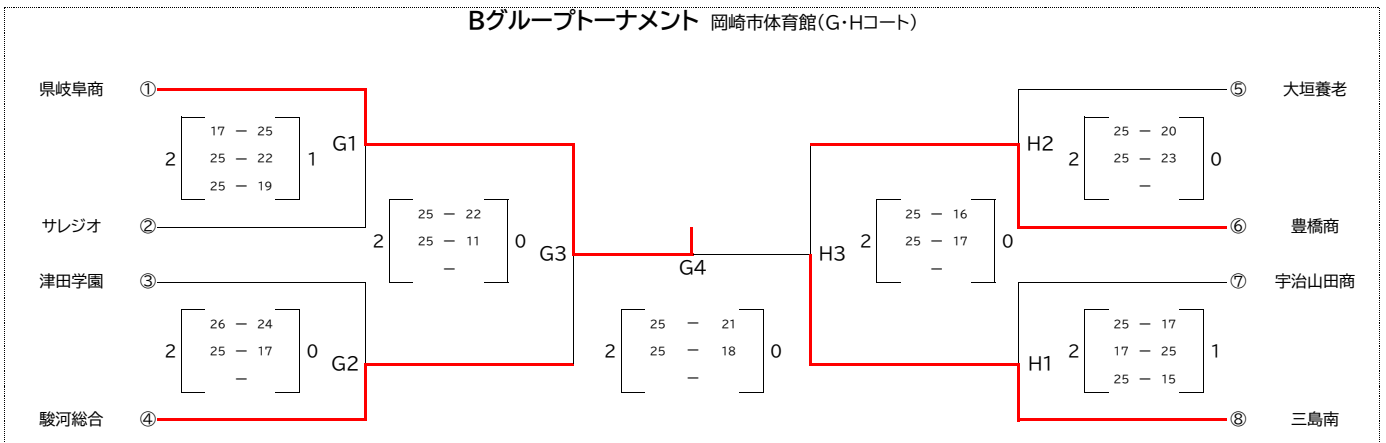 Bグループトーナメント 岡崎市体育館(G・Hコート)
県岐阜商 ①
⑤ 大垣養老
17 － 25
2 25 － 22 1
25 － 19
G1
H2
25 － 20
2 25 － 23 0
－
サレジオ ②
25 － 22
2 25 － 11 0
－
G3
G4
H3
25 － 16
2 25 － 17 0
－
⑥ 豊橋商
津田学園 ③
⑦ 宇治山田商
26 － 24
2 25 － 17 0
－
G2
25 － 21
2 25 － 18 0
－
H1
25 － 17
2 17 － 25 1
25 － 15
駿河総合 ④
⑧ 三島南